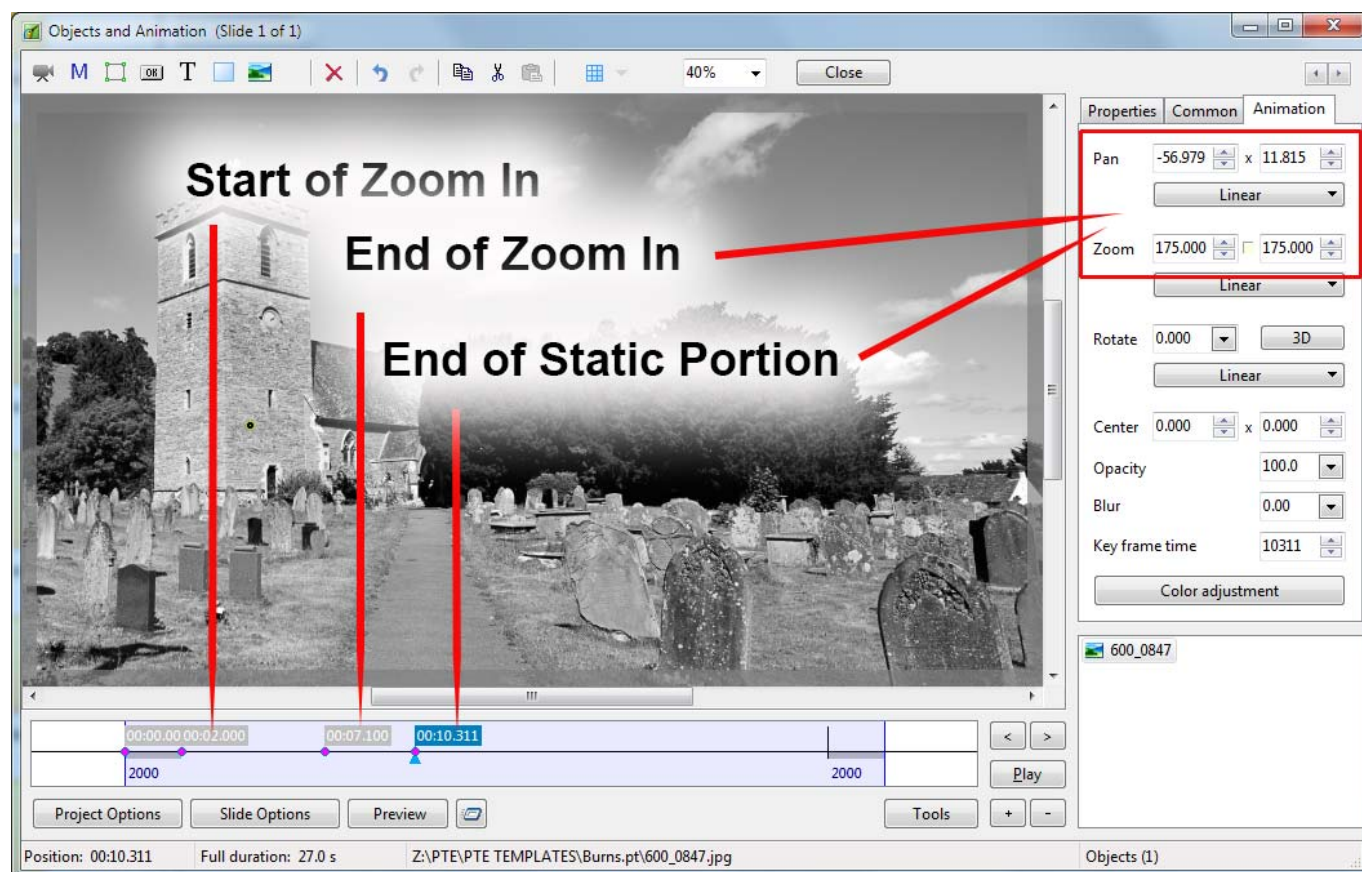 Objects and Animation (Slide 1 of 1)
M OK T 40% Close
Properties Common Animation
Start of Zoom In
End of Zoom In
End of Static Portion
Pan -56.979 x 11.815
Linear
Zoom 175.000 175.000
Linear
Rotate 0.000 3D
Linear
Center 0.000 x 0.000
Opacity 100.0
Blur 0.00
Key frame time 10311
Color adjustment
600_0847
00:00.00 00:02.000 00:07.100 00:10.311
2000 2000
< >
Play
Project Options Slide Options Preview Tools + -
Position: 00:10.311 Full duration: 27.0 s Z:\PTE\PTE TEMPLATES\Burns.pt\600_0847.jpg Objects (1)